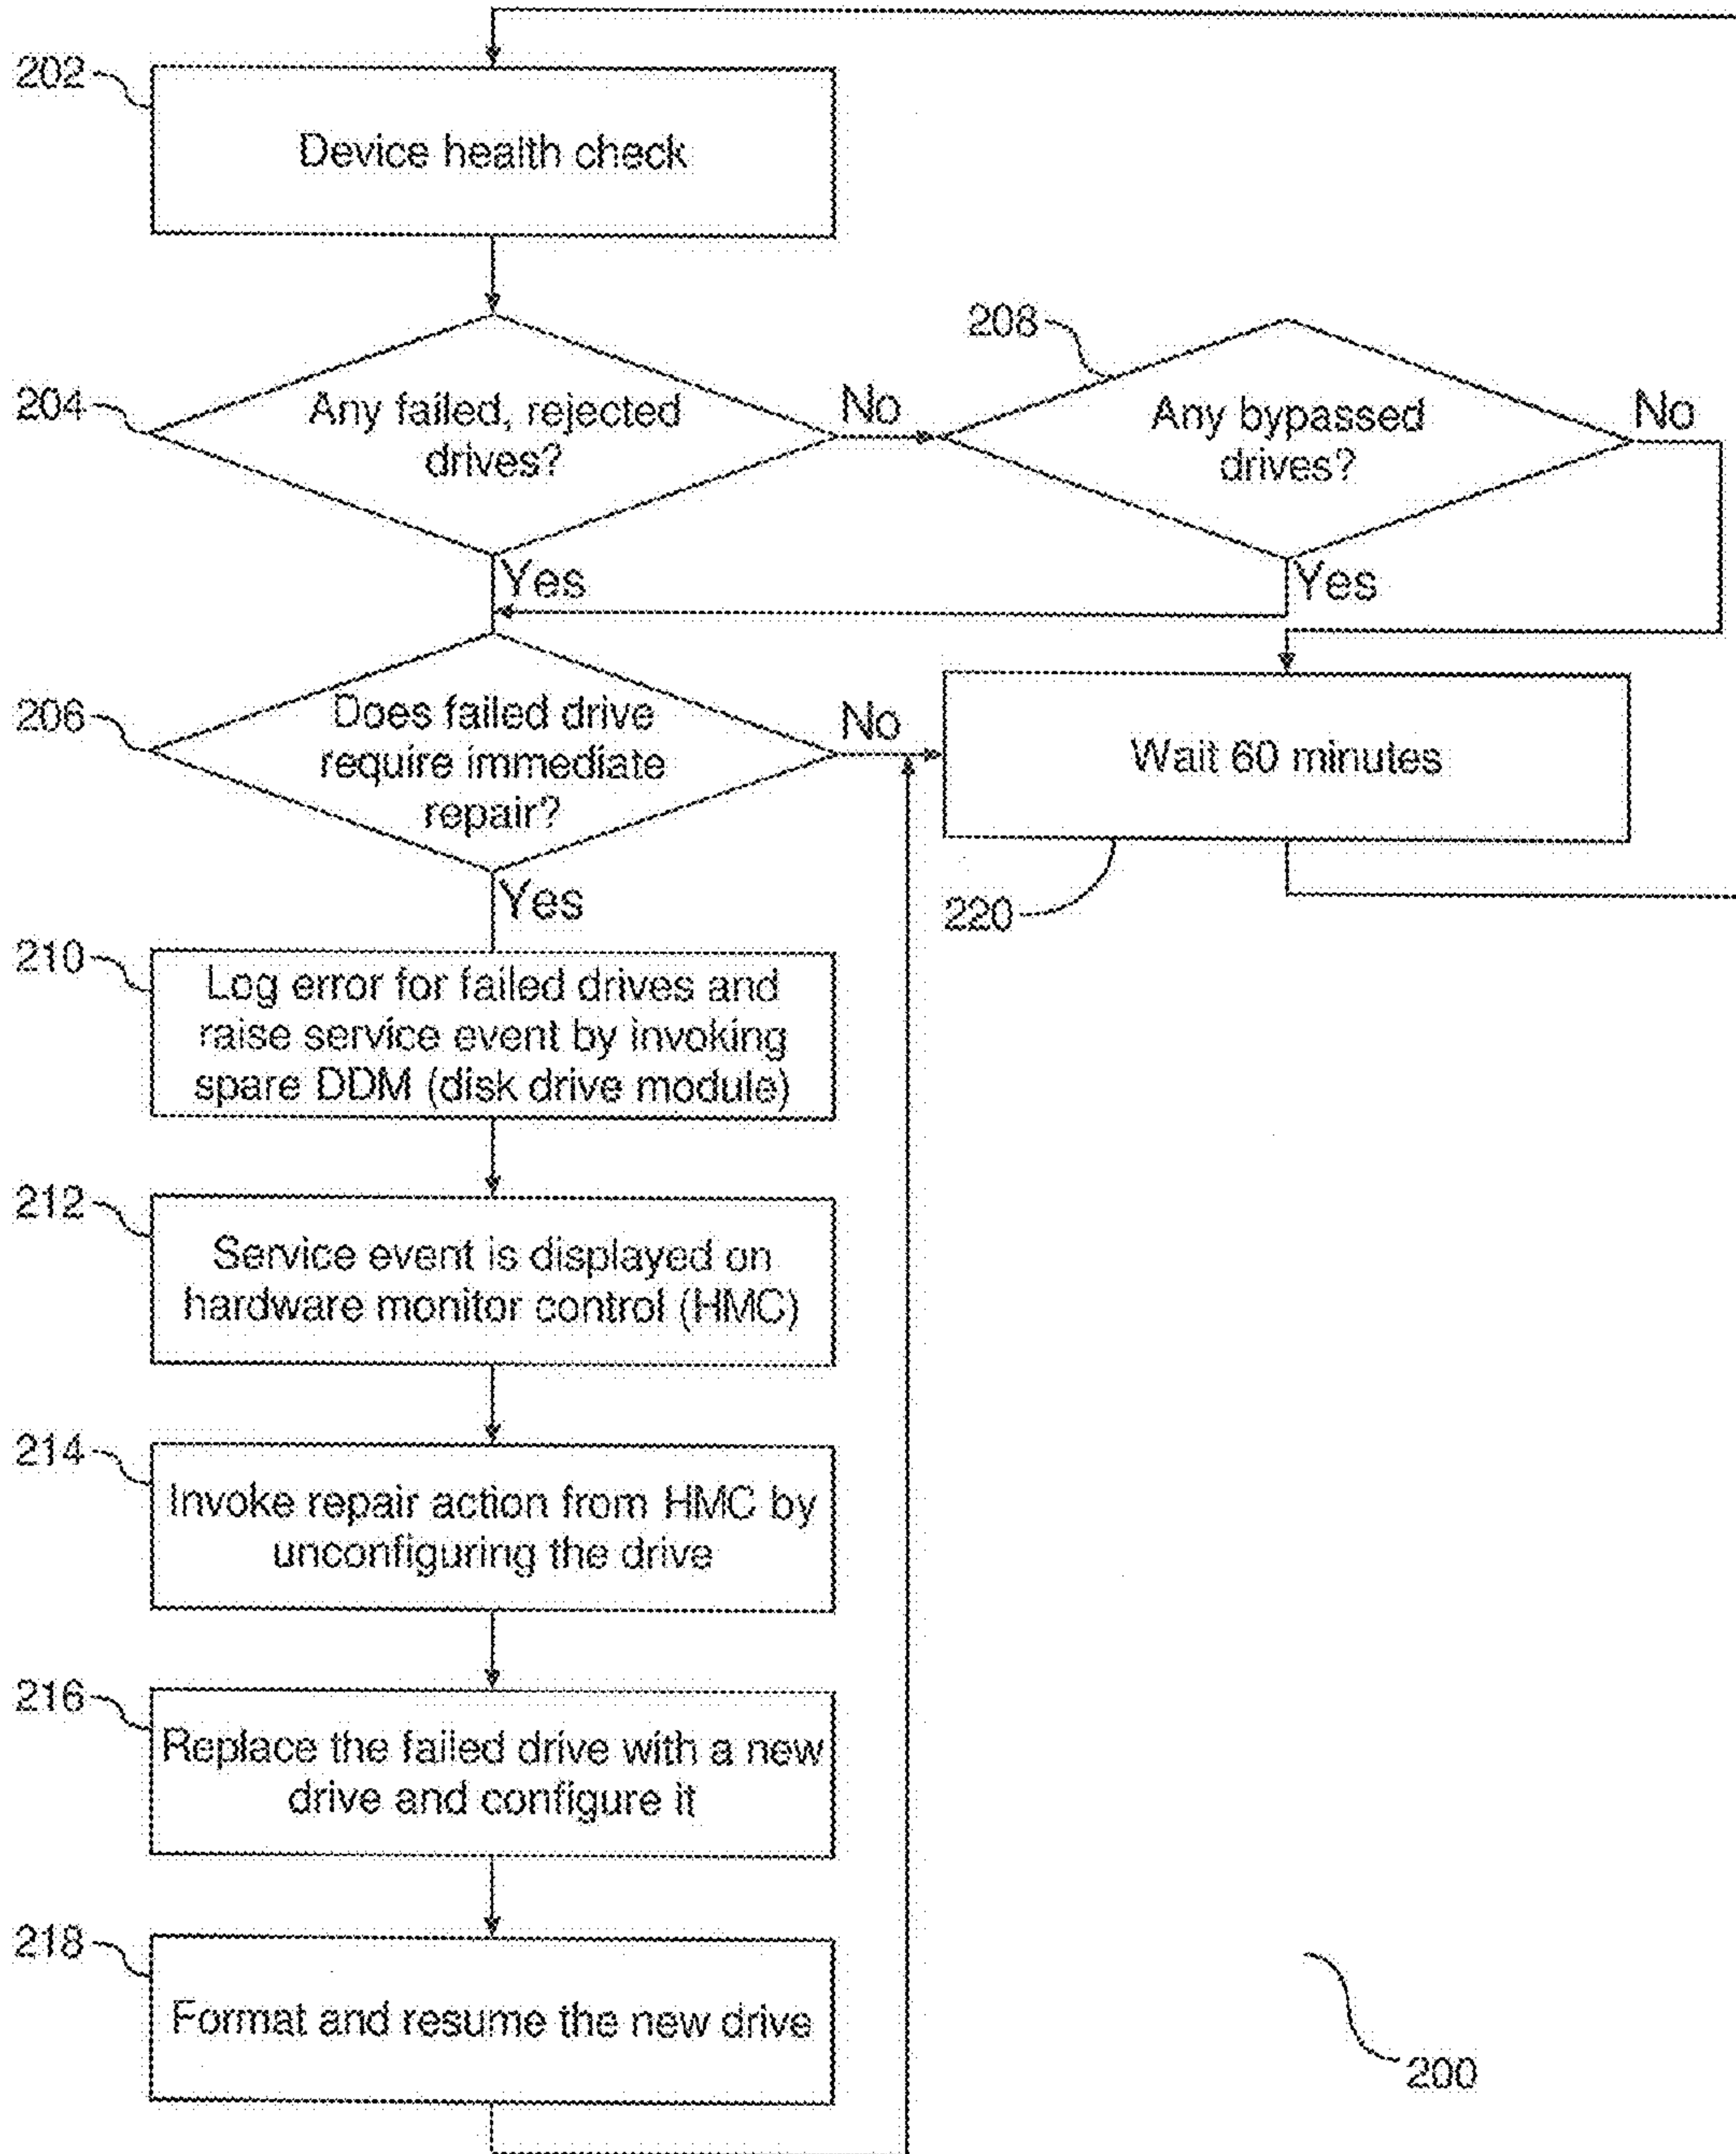 202
Device health check
204
Any failed, rejected
drives?
No
208
Any bypassed
drives?
No
Yes
Yes
206
Does failed drive
require immediate
repair?
No
Wait 60 minutes
220
Yes
210
Log error for failed drives and
raise service event by invoking
spare DDM (disk drive module)
212
Service event is displayed on
hardware monitor control (HMC)
214
Invoke repair action from HMC by
unconfiguring the drive
216
Replace the failed drive with a new
drive and configure it
218
Format and resume the new drive
200